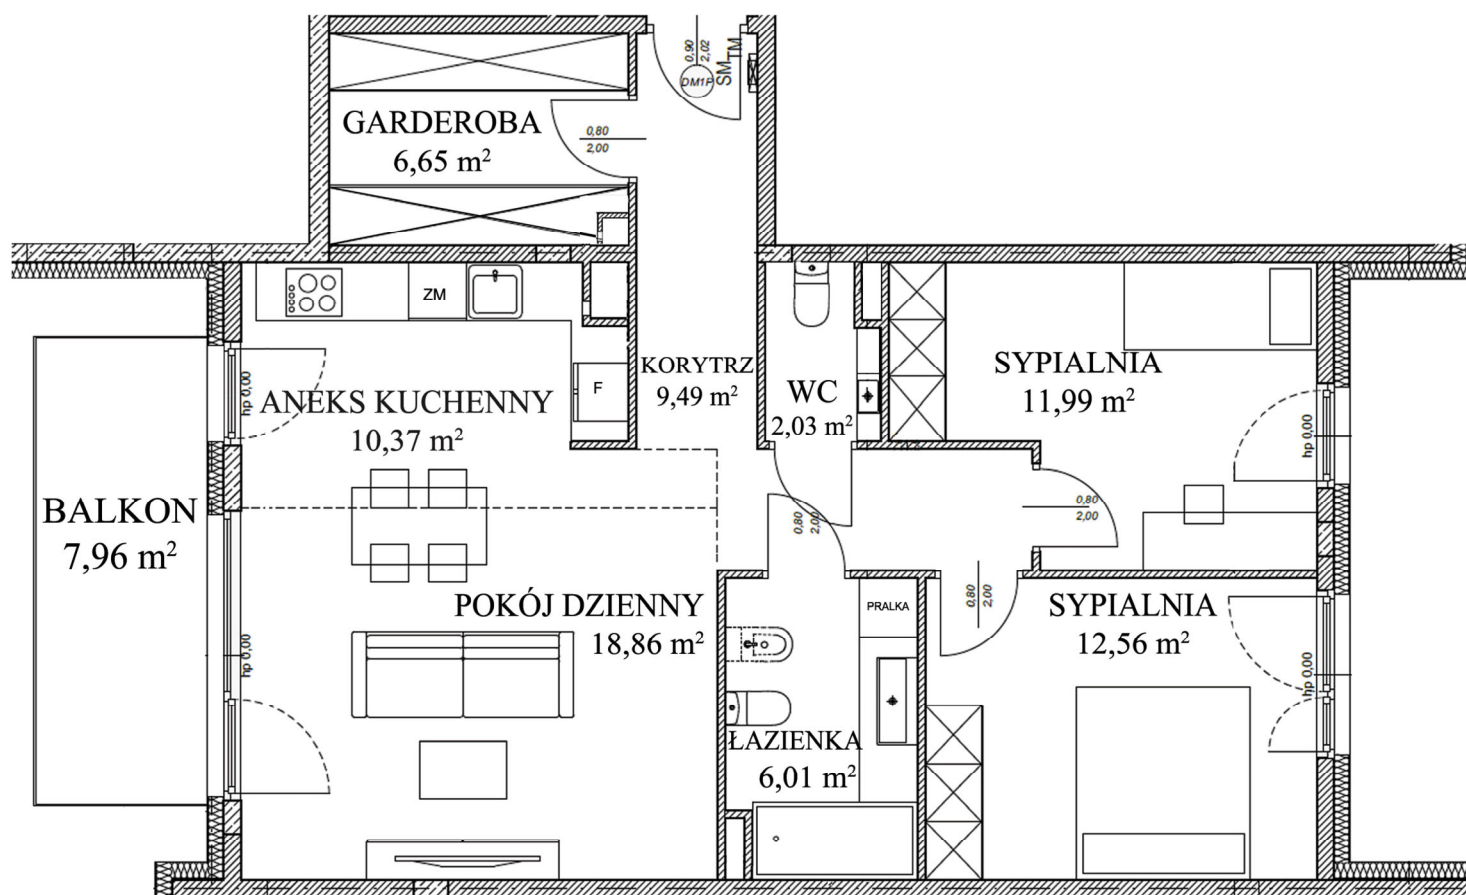 0,90
2,02
DM1P
SM
TM
GARDEROBA
6,65 m²
0,80
2,00
ZM
F
KORYTRZ
9,49 m²
WC
2,03 m²
SYPIALNIA
11,99 m²
hp 0,00
ANEKS KUCHENNY
10,37 m²
hp 0,00
BALKON
7,96 m²
0,80
2,00
0,80
2,00
0,80
2,00
POKÓJ DZIENNY
18,86 m²
hp 0,00
PRALKA
SYPIALNIA
12,56 m²
hp 0,00
ŁAZIENKA
6,01 m²